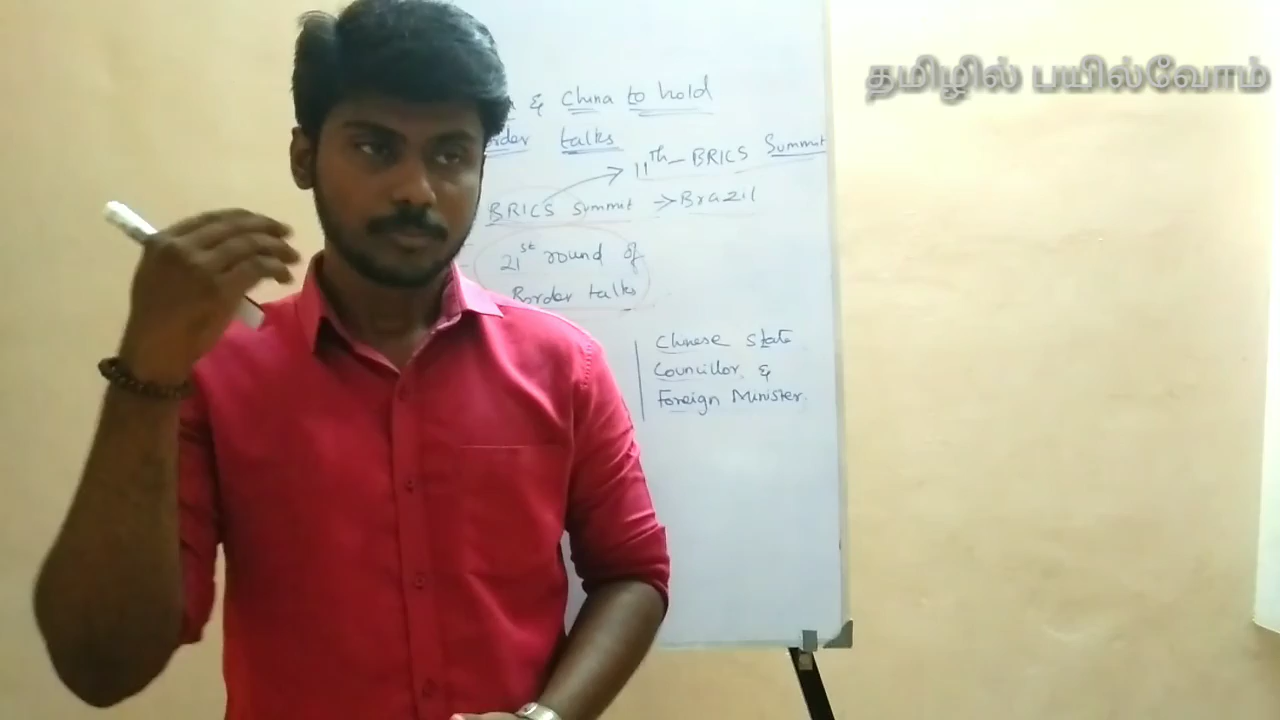 தமிழில் பயில்வோம்
& China to hold
talks
11th - BRICS Summit
BRICS Summit → Brazil
21st round of
Border talks
Chinese state
Councillor &
Foreign Minister.